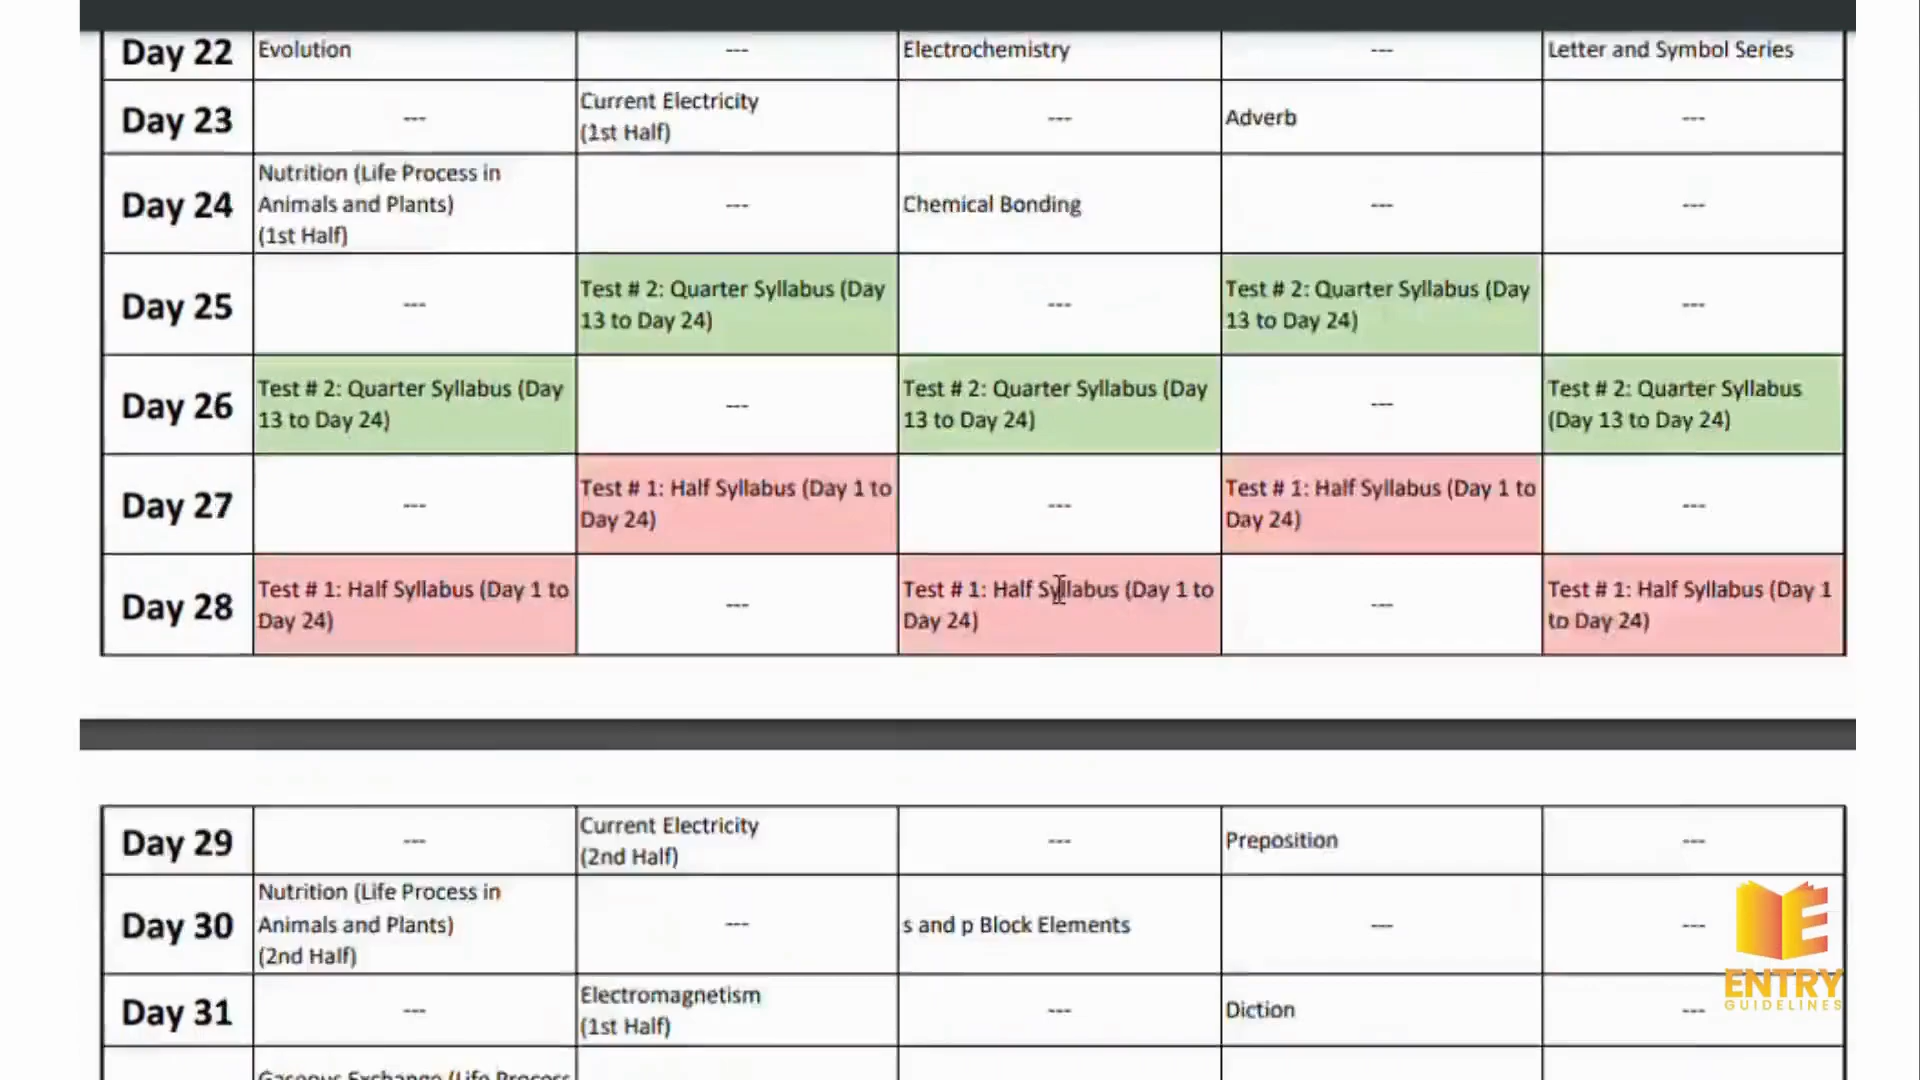 Day 22
Evolution
---
Electrochemistry
---
Letter and Symbol Series
Day 23
---
Current Electricity
(1st Half)
---
Adverb
---
Day 24
Nutrition (Life Process in
Animals and Plants)
(1st Half)
---
Chemical Bonding
---
---
Day 25
---
Test # 2: Quarter Syllabus (Day
13 to Day 24)
---
Test # 2: Quarter Syllabus (Day
13 to Day 24)
---
Day 26
Test # 2: Quarter Syllabus (Day
13 to Day 24)
---
Test # 2: Quarter Syllabus (Day
13 to Day 24)
---
Test # 2: Quarter Syllabus
(Day 13 to Day 24)
Day 27
---
Test # 1: Half Syllabus (Day 1 to
Day 24)
---
Test # 1: Half Syllabus (Day 1 to
Day 24)
---
Day 28
Test # 1: Half Syllabus (Day 1 to
Day 24)
---
Test # 1: Half Syllabus (Day 1 to
Day 24)
---
Test # 1: Half Syllabus (Day 1
to Day 24)
Day 29
---
Current Electricity
(2nd Half)
---
Preposition
---
Day 30
Nutrition (Life Process in
Animals and Plants)
(2nd Half)
---
s and p Block Elements
---
---
Day 31
---
Electromagnetism
(1st Half)
---
Diction
---
Gaseous Exchange (Life Process
ENTRY
GUIDELINES